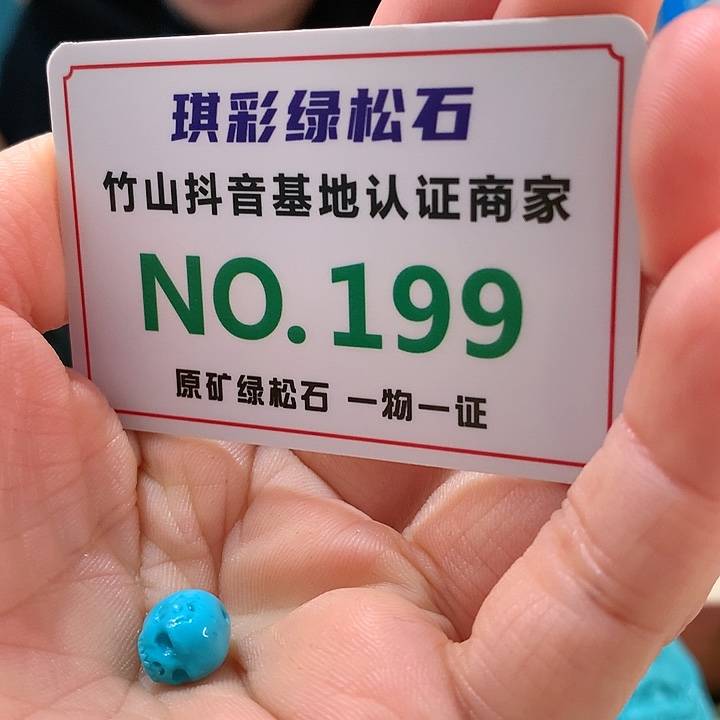 琪彩绿松石
竹山抖音基地认证商家
NO.199
原矿绿松石 一物一证